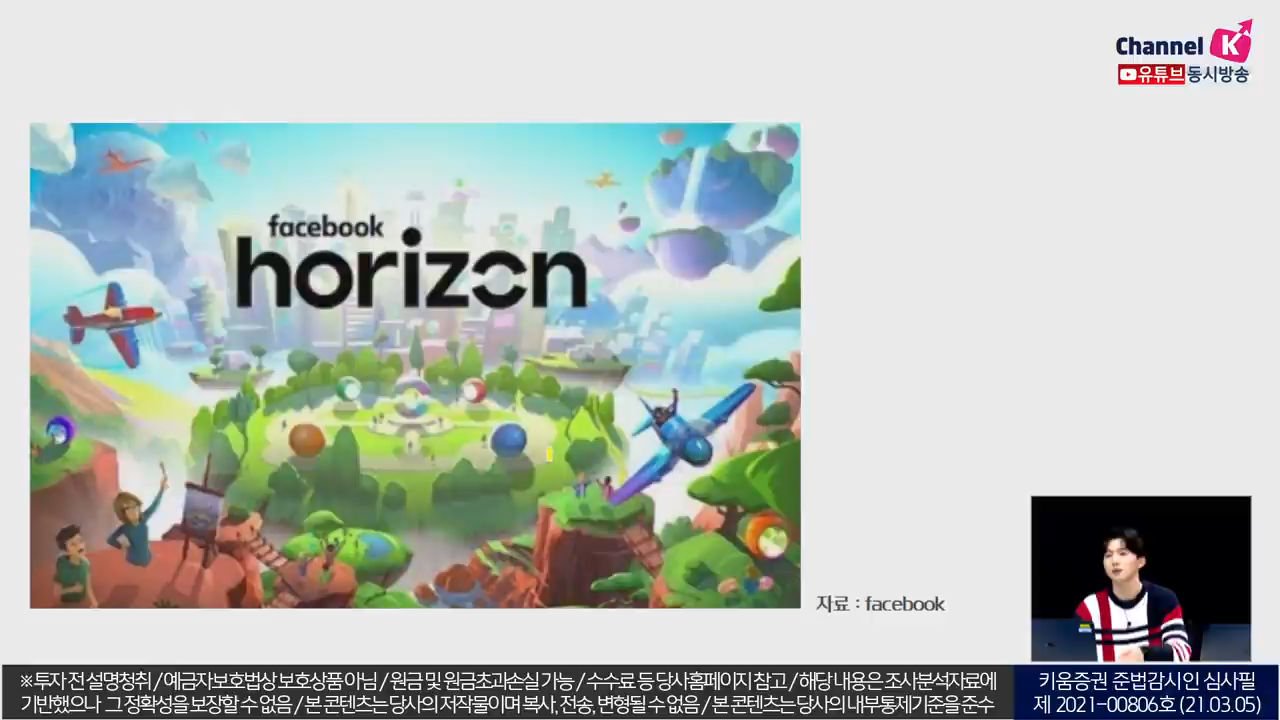 Channel K
유튜브동시방송
facebook
horizon
자료 : facebook
※투자 전 설명청취 / 예금자보호법상 보호상품 아님 / 원금 및 원금초과손실 가능 / 수수료 등 당사홈페이지 참고 / 해당 내용은 조사분석자료에
기반했으나 그 정확성을 보장할 수 없음 / 본 콘텐츠는 당사의 저작물이며 복사, 전송, 변형될 수 없음 / 본 콘텐츠는 당사의 내부통제기준을 준수
키움증권 준법감시인 심사필
제 2021-00806호 (21.03.05)